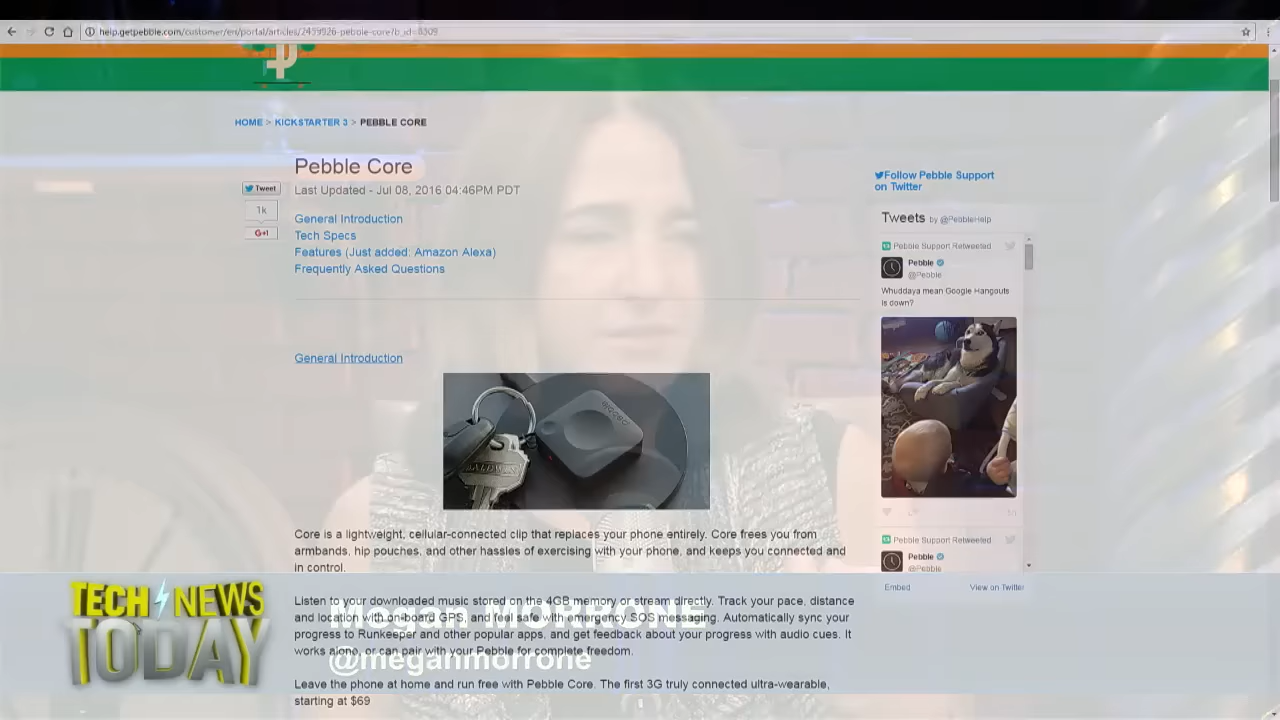 help.getpebble.com/customer/en/portal/articles/2459926-pebble-core?b_id=8309
HOME > KICKSTARTER 3 > PEBBLE CORE
Pebble Core
Tweet
Last Updated - Jul 08, 2016 04:46PM PDT
1k
G+1
General Introduction
Tech Specs
Features (Just added: Amazon Alexa)
Frequently Asked Questions
Follow Pebble Support
on Twitter
Tweets by @PebbleHelp
Pebble Support Retweeted
Pebble
@Pebble
Whuddaya mean Google Hangouts
is down?
General Introduction
Core is a lightweight, cellular-connected clip that replaces your phone entirely. Core frees you from
armbands, hip pouches, and other hassles of exercising with your phone, and keeps you connected and
in control.
Pebble Support Retweeted
Pebble
@Pebble
Embed
View on Twitter
Listen to your downloaded music stored on the 4GB memory or stream directly. Track your pace, distance
and location with on-board GPS, and feel safe with emergency SOS messaging. Automatically sync your
progress to Runkeeper and other popular apps, and get feedback about your progress with audio cues. It
works alone, or can pair with your Pebble for complete freedom.
Leave the phone at home and run free with Pebble Core. The first 3G truly connected ultra-wearable,
starting at $69
TECH NEWS
TODAY
Megan MORRONE
@meganmorrone